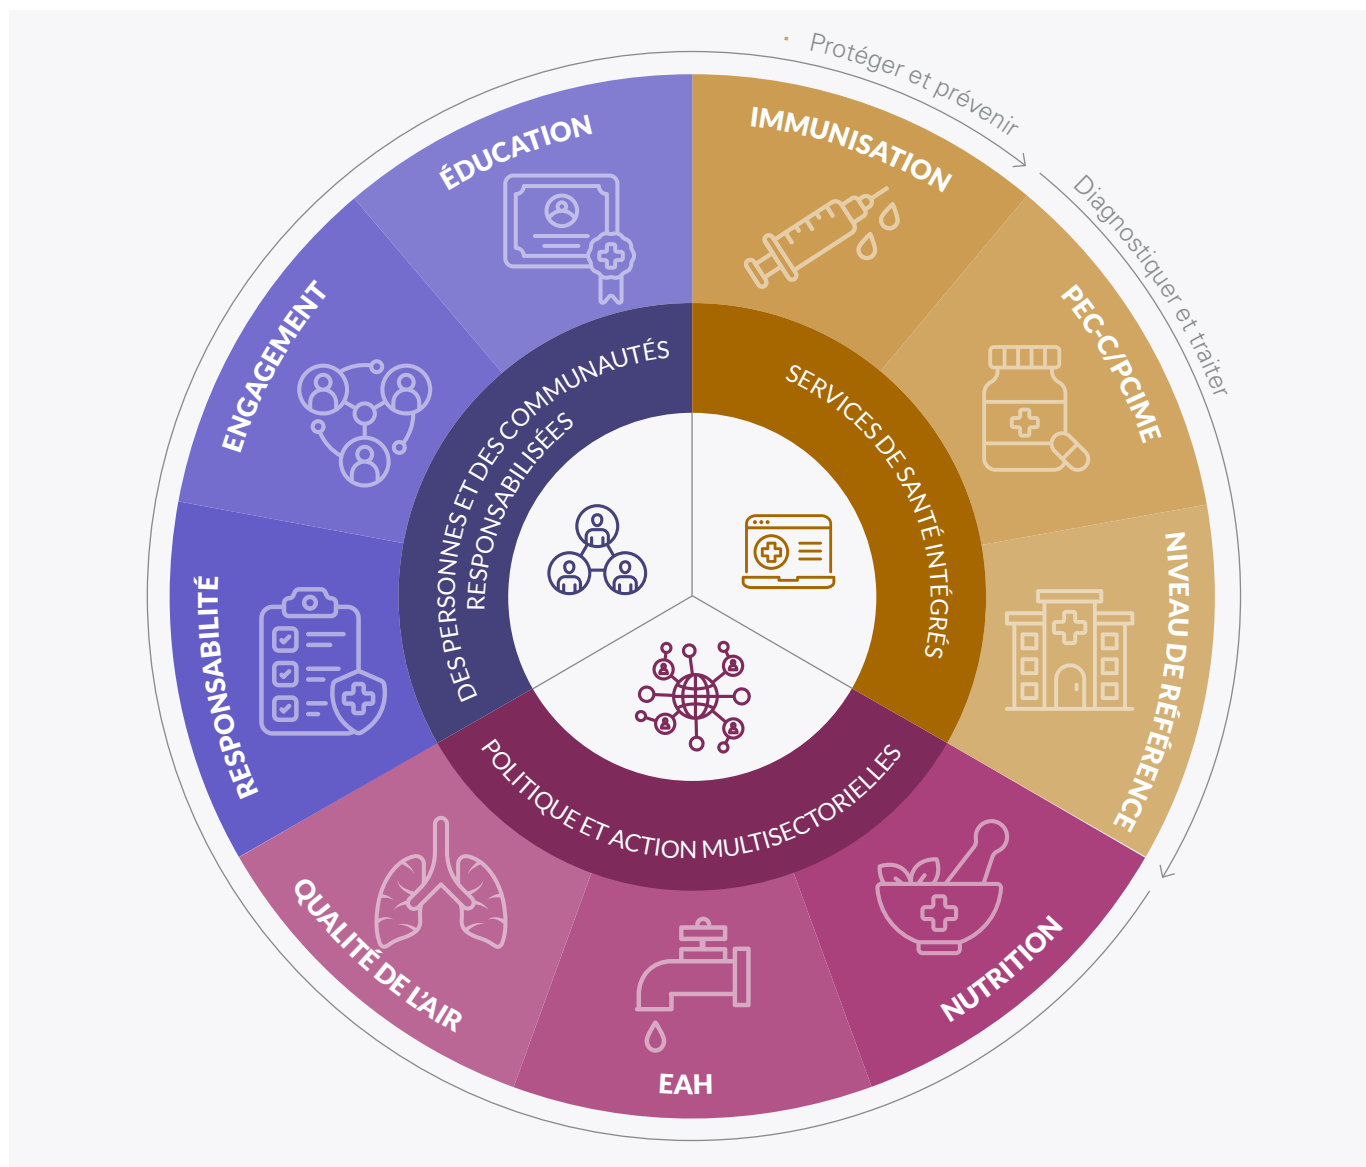 Protéger et prévenir
Diagnostiquer et traiter
IMMUNISATION
PEC-C/PCIME
NIVEAU DE RÉFÉRENCE
NUTRITION
EAH
QUALITÉ DE L'AIR
RESPONSABILITÉ
ENGAGEMENT
ÉDUCATION
SERVICES DE SANTÉ INTÉGRÉS
POLITIQUE ET ACTION MULTISECTORIELLES
DES PERSONNES ET DES COMMUNAUTÉS
RESPONSABILISÉES